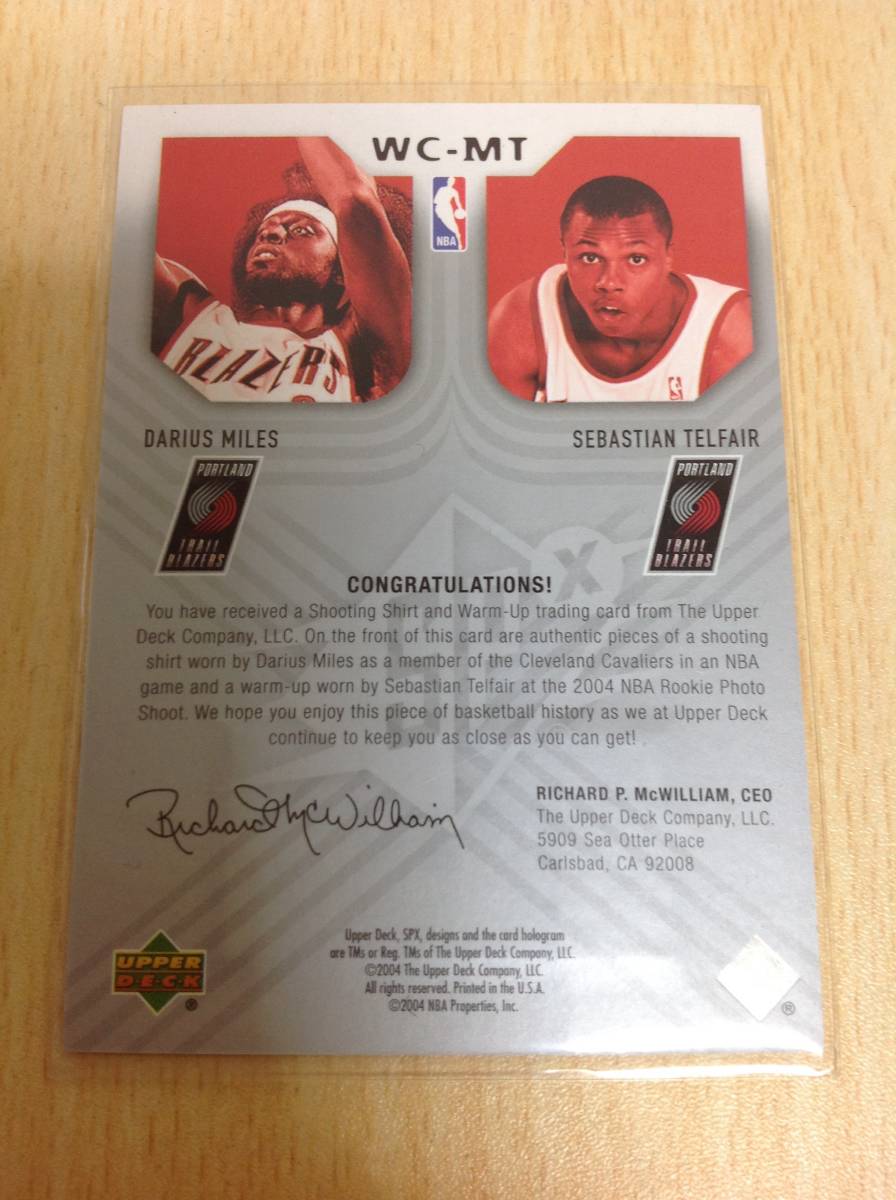 WC-MT
NBA
BLAZERS
DARIUS MILES
SEBASTIAN TELFAIR
PORTLAND
TRAIL
BLAZERS
PORTLAND
TRAIL
BLAZERS
X
CONGRATULATIONS!
You have received a Shooting Shirt and Warm-Up trading card from The Upper
Deck Company, LLC. On the front of this card are authentic pieces of a shooting
shirt worn by Darius Miles as a member of the Cleveland Cavaliers in an NBA
game and a warm-up worn by Sebastian Telfair at the 2004 NBA Rookie Photo
Shoot. We hope you enjoy this piece of basketball history as we at Upper Deck
continue to keep you as close as you can get!
Richard McWilliam
RICHARD P. McWILLIAM, CEO
The Upper Deck Company, LLC.
5909 Sea Otter Place
Carlsbad, CA 92008
Upper Deck, SPX, designs and the card hologram
are TMs or Reg. TMs of The Upper Deck Company, LLC.
©2004 The Upper Deck Company, LLC.
All rights reserved. Printed in the U.S.A.
©2004 NBA Properties, Inc.
UPPER
DECK
®
®